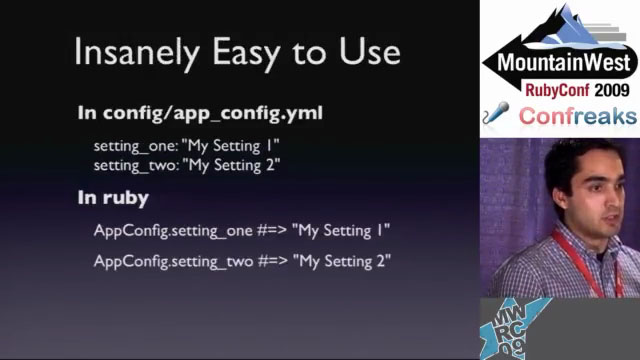 Insanely Easy to Use
In config/app_config.yml
setting_one: "My Setting 1"
setting_two: "My Setting 2"
In ruby
AppConfig.setting_one #=> "My Setting 1"
AppConfig.setting_two #=> "My Setting 2"
MountainWest
RubyConf 2009
Confreaks
MW
RC
09